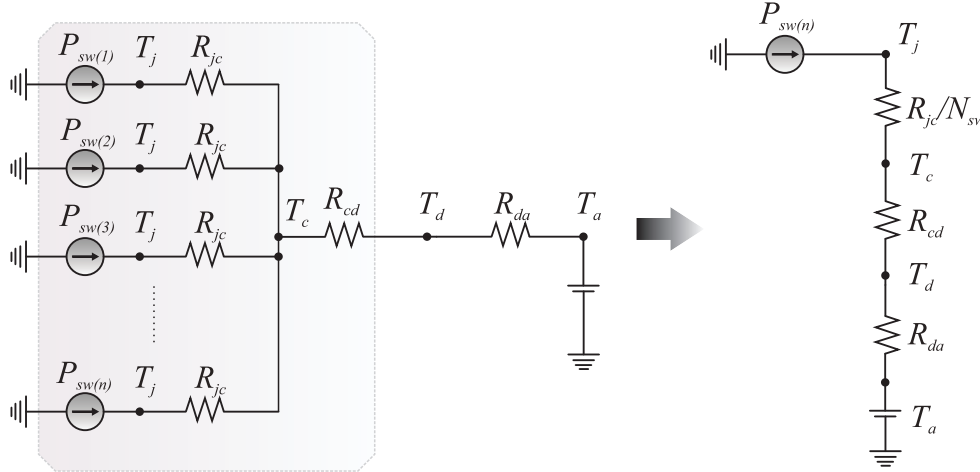 P_sw(1) T_j R_jc
P_sw(2) T_j R_jc
P_sw(3) T_j R_jc
T_c R_cd T_d R_da T_a
P_sw(n) T_j R_jc
P_sw(n) T_j
R_jc/N_sw
T_c
R_cd
T_d
R_da
T_a